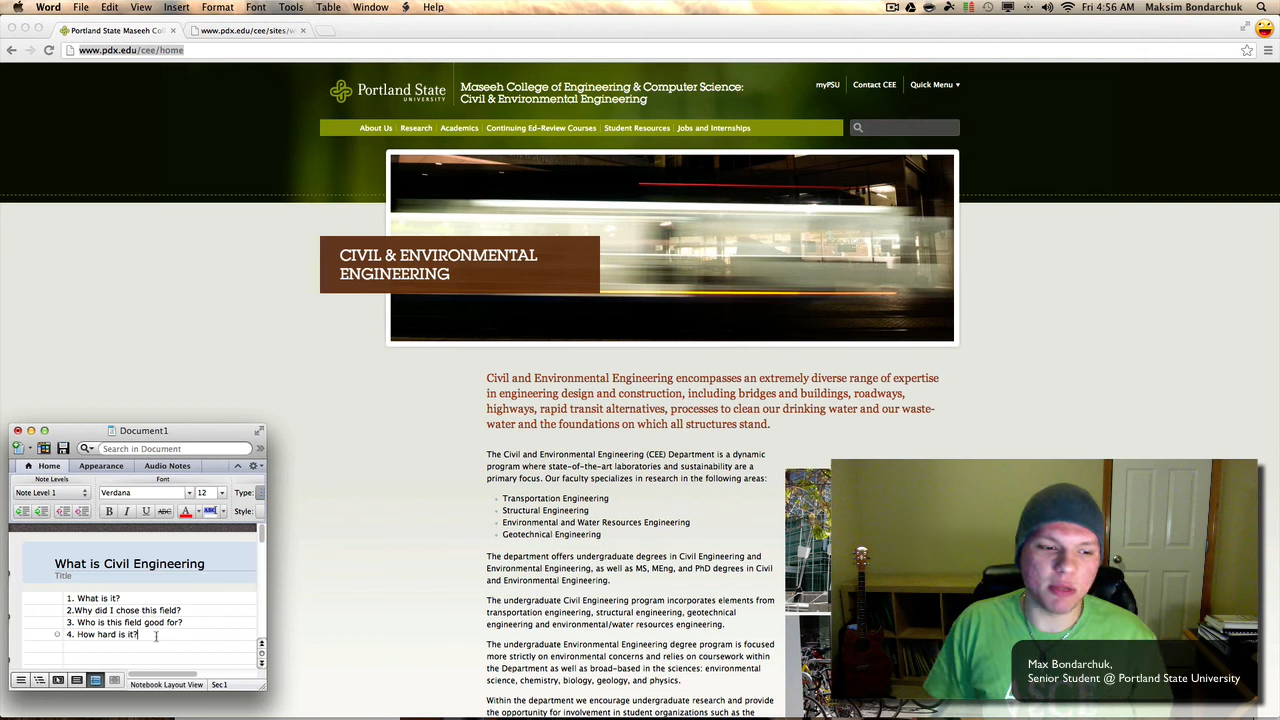 Word File Edit View Insert Format Font Tools Table Window Help
Fri 4:56 AM Maksim Bondarchuk
Portland State Maseeh Col
www.pdx.edu/cee/sites/w
www.pdx.edu/cee/home
Portland State
UNIVERSITY
Maseeh College of Engineering & Computer Science:
Civil & Environmental Engineering
myPSU Contact CEE Quick Menu
About Us Research Academics Continuing Ed-Review Courses Student Resources Jobs and Internships
CIVIL & ENVIRONMENTAL
ENGINEERING
Civil and Environmental Engineering encompasses an extremely diverse range of expertise
in engineering design and construction, including bridges and buildings, roadways,
highways, rapid transit alternatives, processes to clean our drinking water and our waste-
water and the foundations on which all structures stand.
The Civil and Environmental Engineering (CEE) Department is a dynamic
program where state-of-the-art laboratories and sustainability are a
primary focus. Our faculty specializes in research in the following areas:
Transportation Engineering
Structural Engineering
Environmental and Water Resources Engineering
Geotechnical Engineering
The department offers undergraduate degrees in Civil Engineering and
Environmental Engineering, as well as MS, MEng, and PhD degrees in Civil
and Environmental Engineering.
The undergraduate Civil Engineering program incorporates elements from
transportation engineering, structural engineering, geotechnical
engineering and environmental/water resources engineering.
The undergraduate Environmental Engineering degree program is focused
more strictly on environmental concerns and relies on coursework within
the Department as well as broad-based in the sciences: environmental
science, chemistry, biology, geology, and physics.
Within the department we encourage undergraduate research and provide
the opportunity for involvement in student organizations such as the
Document1
Search in Document
Home Appearance Audio Notes
Note Levels Font
Note Level 1 Verdana 12 Type:
B I U ABC A ABC Style:
What is Civil Engineering
Title
1. What is it?
2.Why did I chose this field?
3. Who is this field good for?
4. How hard is it?
Notebook Layout View Sec1
Max Bondarchuk,
Senior Student @ Portland State University